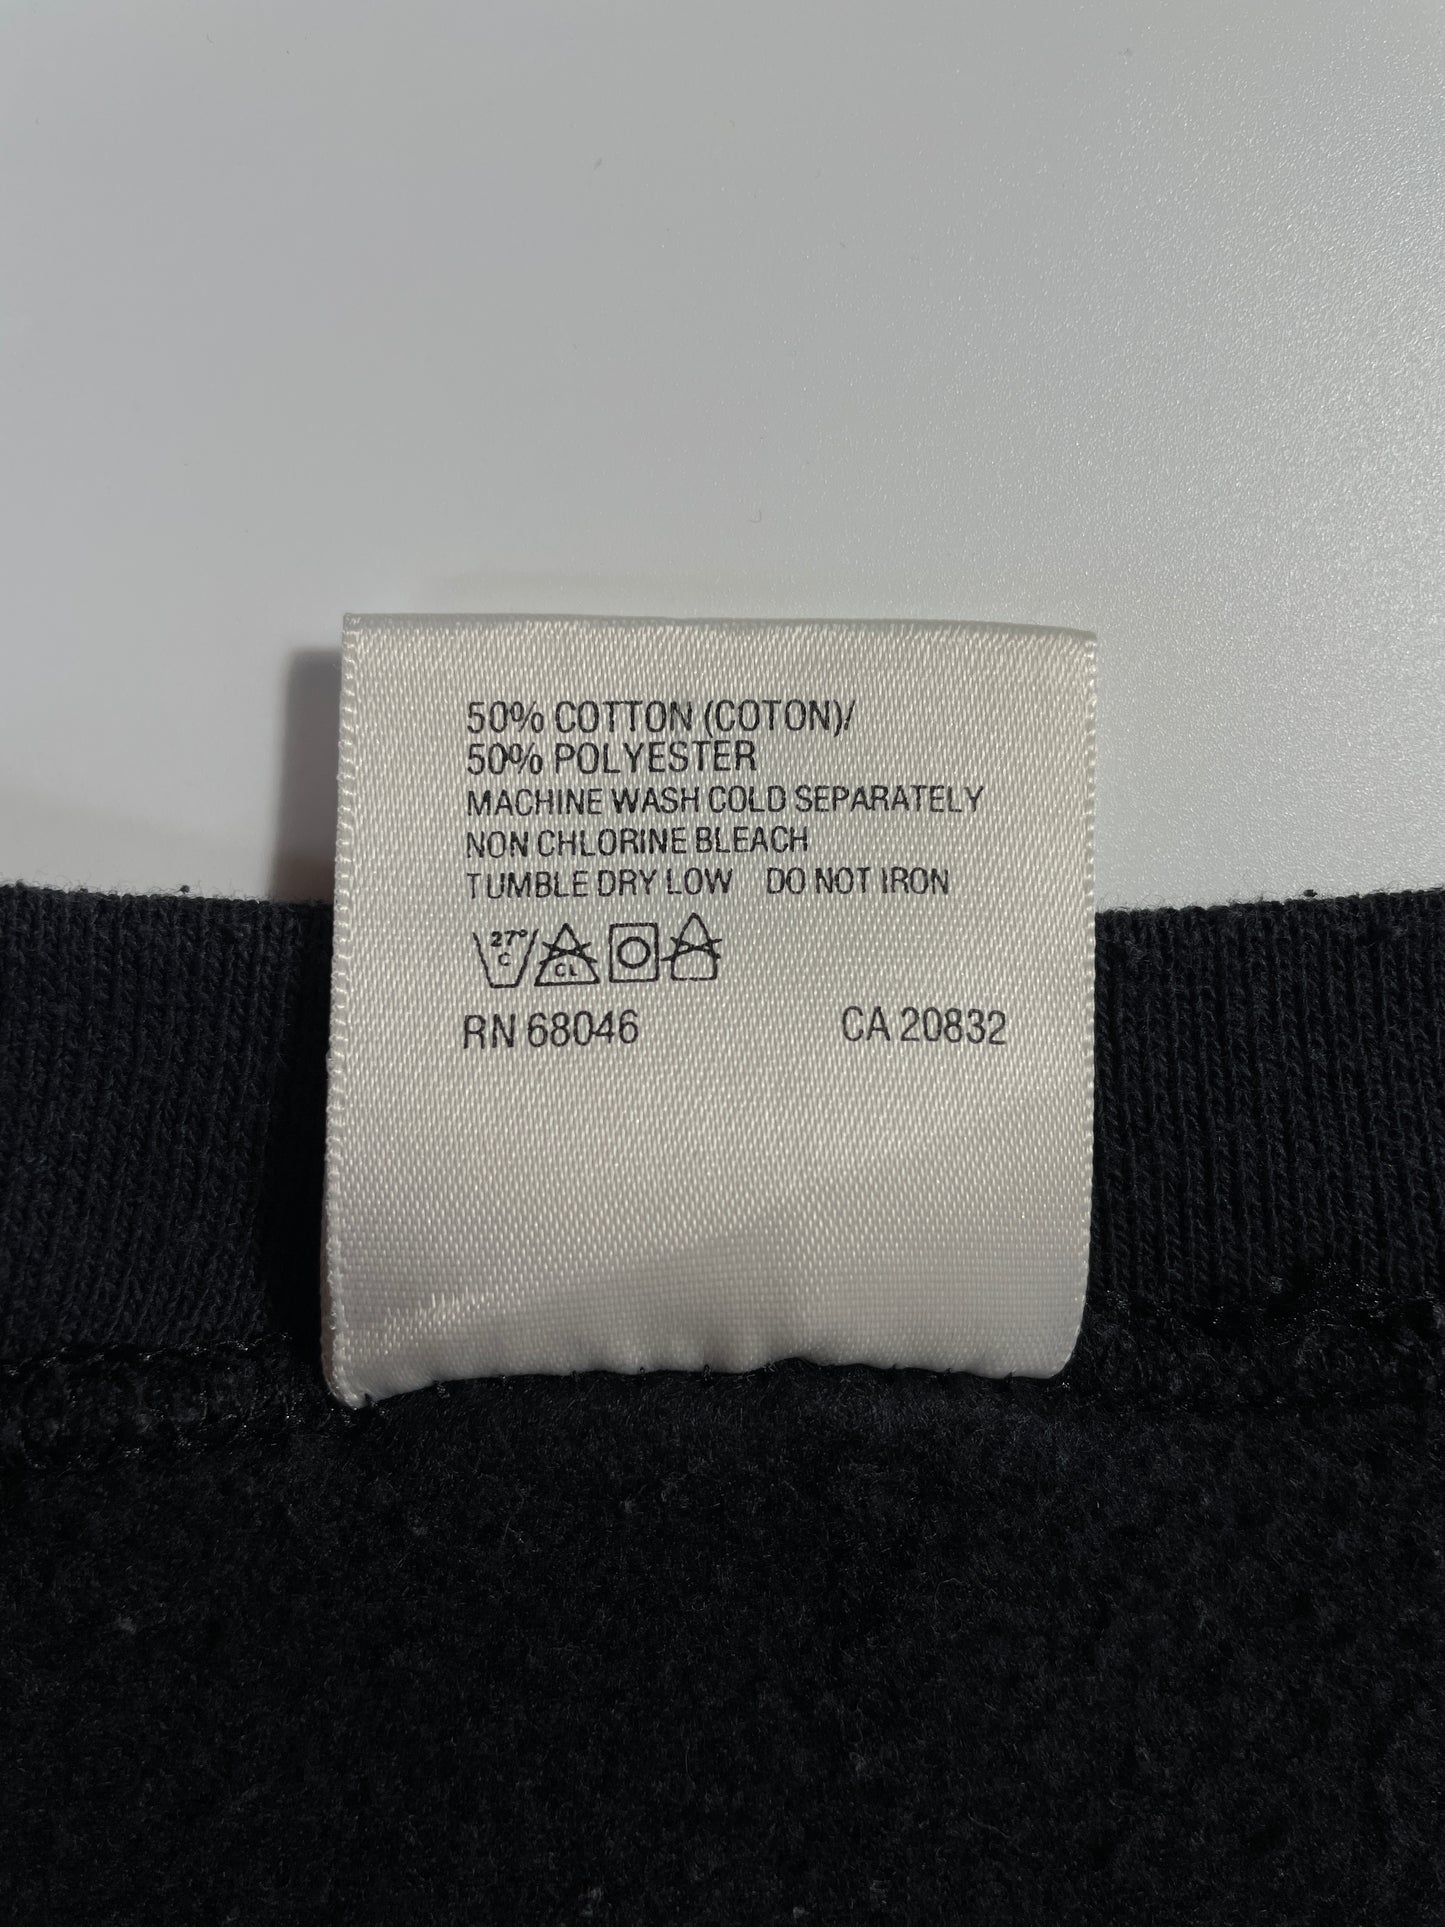 50% COTTON (COTON)/
50% POLYESTER
MACHINE WASH COLD SEPARATELY
NON CHLORINE BLEACH
TUMBLE DRY LOW DO NOT IRON
27° C CL
RN 68046 CA 20832